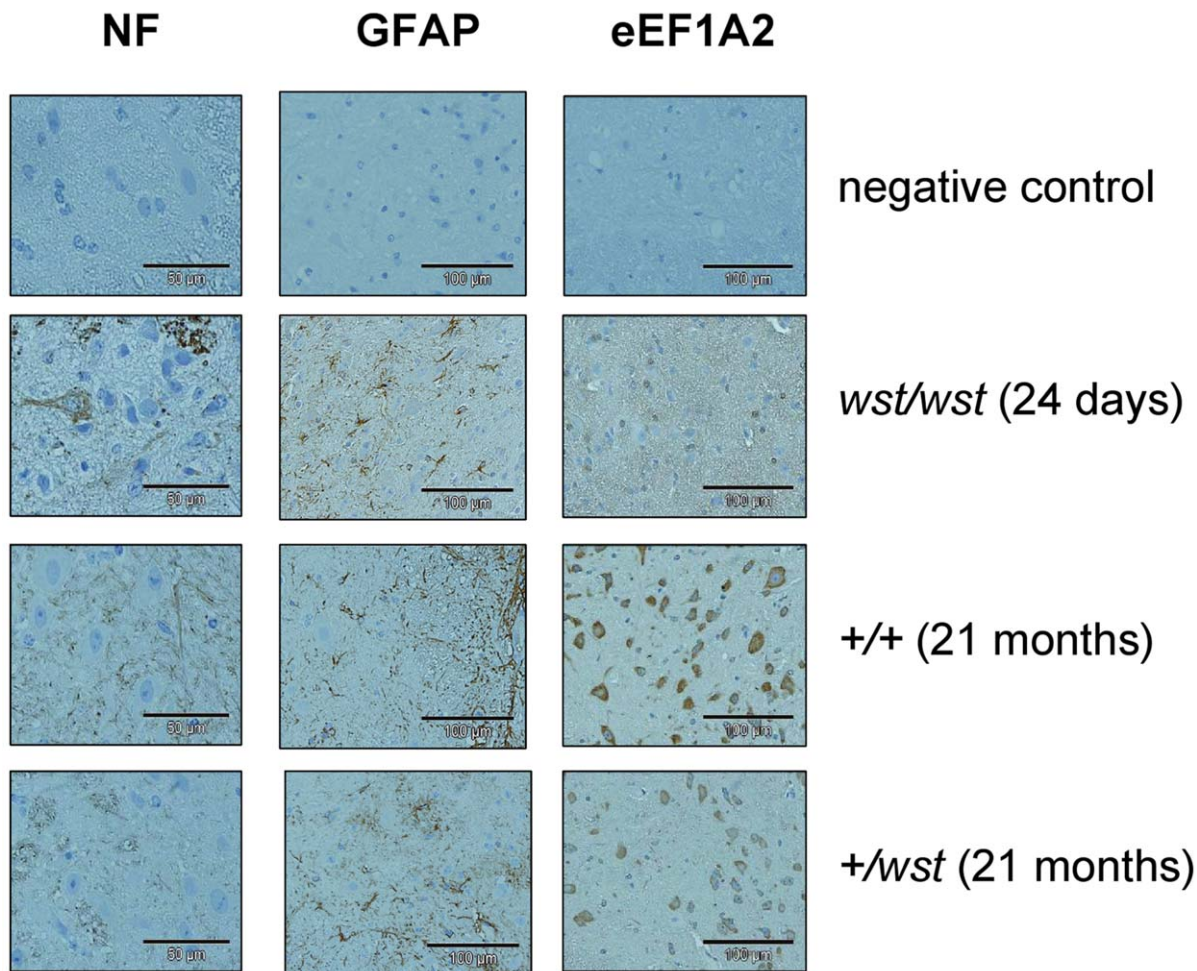 NF GFAP eEF1A2
50 µm 100 µm 100 µm negative control
50 µm 100 µm 100 µm wst/wst (24 days)
50 µm 100 µm 100 µm +/+ (21 months)
50 µm 100 µm 100 µm +/wst (21 months)